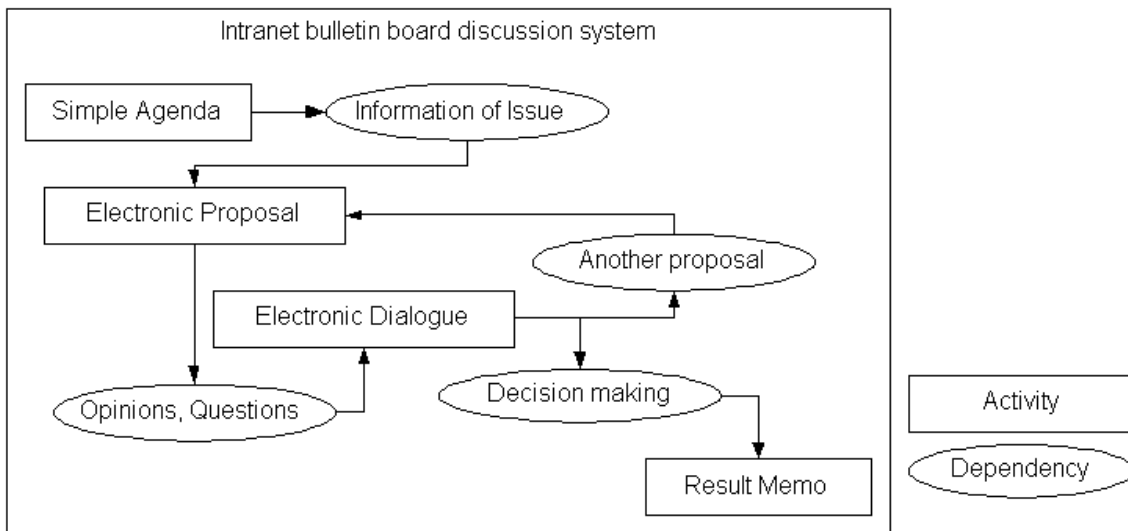 Intranet bulletin board discussion system
Simple Agenda
Information of Issue
Electronic Proposal
Another proposal
Electronic Dialogue
Opinions, Questions
Decision making
Result Memo
Activity
Dependency